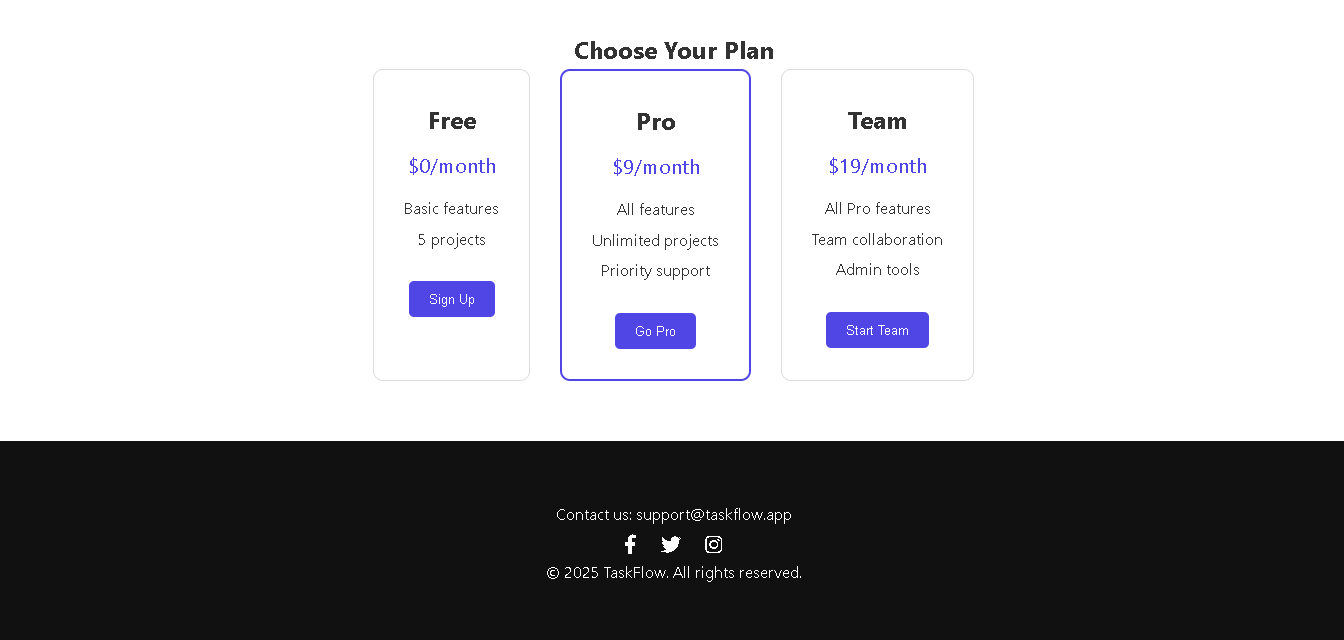 Choose Your Plan
Free
$0/month
Basic features
5 projects
Sign Up
Pro
$9/month
All features
Unlimited projects
Priority support
Go Pro
Team
$19/month
All Pro features
Team collaboration
Admin tools
Start Team
Contact us: support@taskflow.app
© 2025 TaskFlow. All rights reserved.